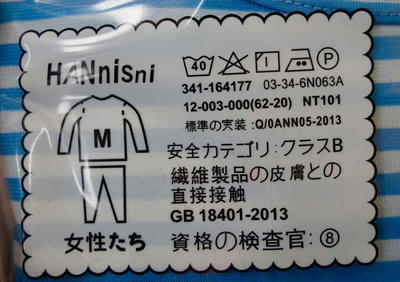 HANnisni
40 P
341-164177 03-34-6N063A
12-003-000(62-20) NT101
標準の実装:Q/0ANN05-2013
M
安全カテゴリ:クラスB
繊維製品の皮膚との
直接接触
GB 18401-2013
女性たち
資格の検査官:⑧